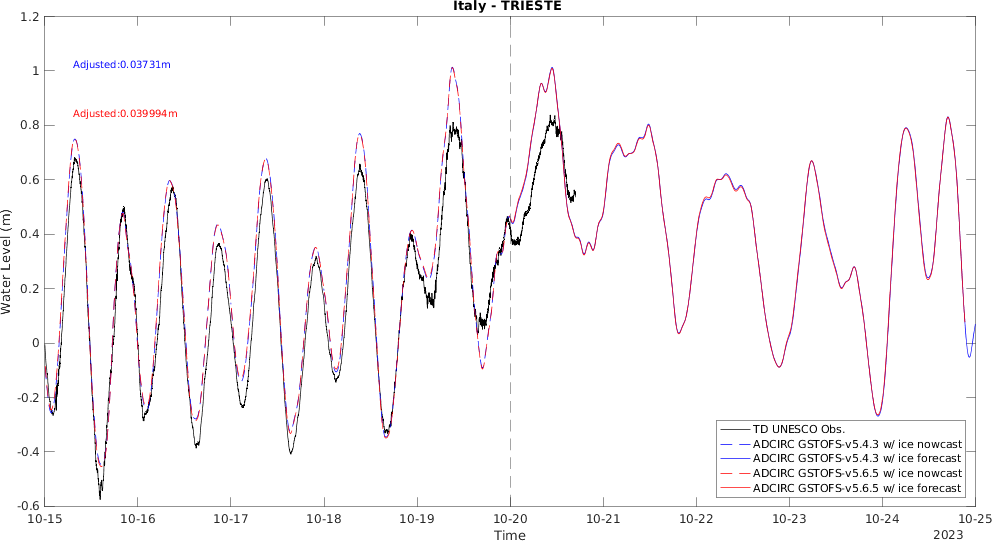 Italy - TRIESTE
Adjusted:0.03731m
Adjusted:0.039994m
Water Level (m)
1.2
1
0.8
0.6
0.4
0.2
0
-0.2
-0.4
-0.6
10-15 10-16 10-17 10-18 10-19 10-20 10-21 10-22 10-23 10-24 10-25
Time
2023
TD UNESCO Obs.
ADCIRC GSTOFS-v5.4.3 w/ ice nowcast
ADCIRC GSTOFS-v5.4.3 w/ ice forecast
ADCIRC GSTOFS-v5.6.5 w/ ice nowcast
ADCIRC GSTOFS-v5.6.5 w/ ice forecast